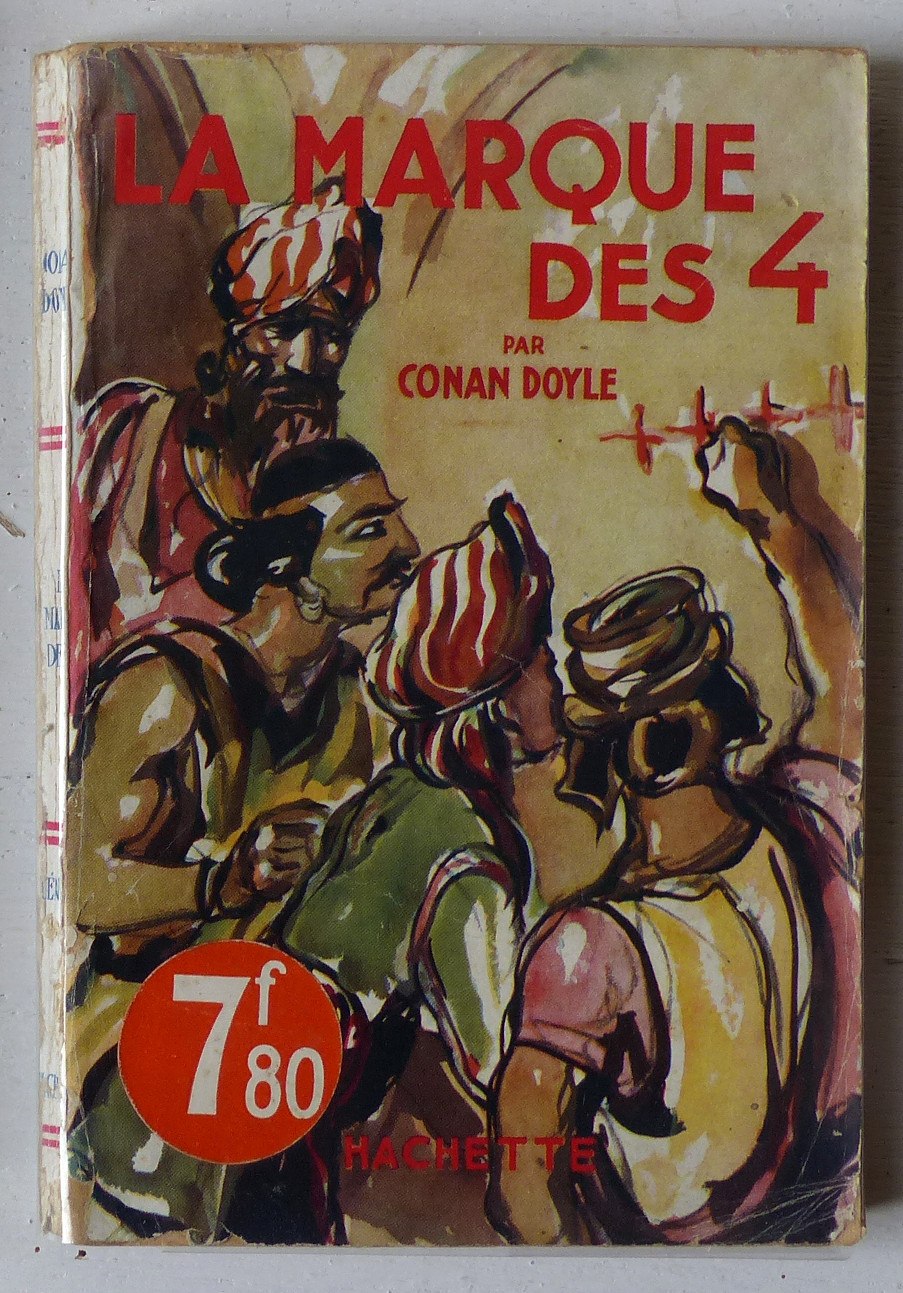 LA MARQUE
DES 4
PAR
CONAN DOYLE
7f
80
HACHETTE